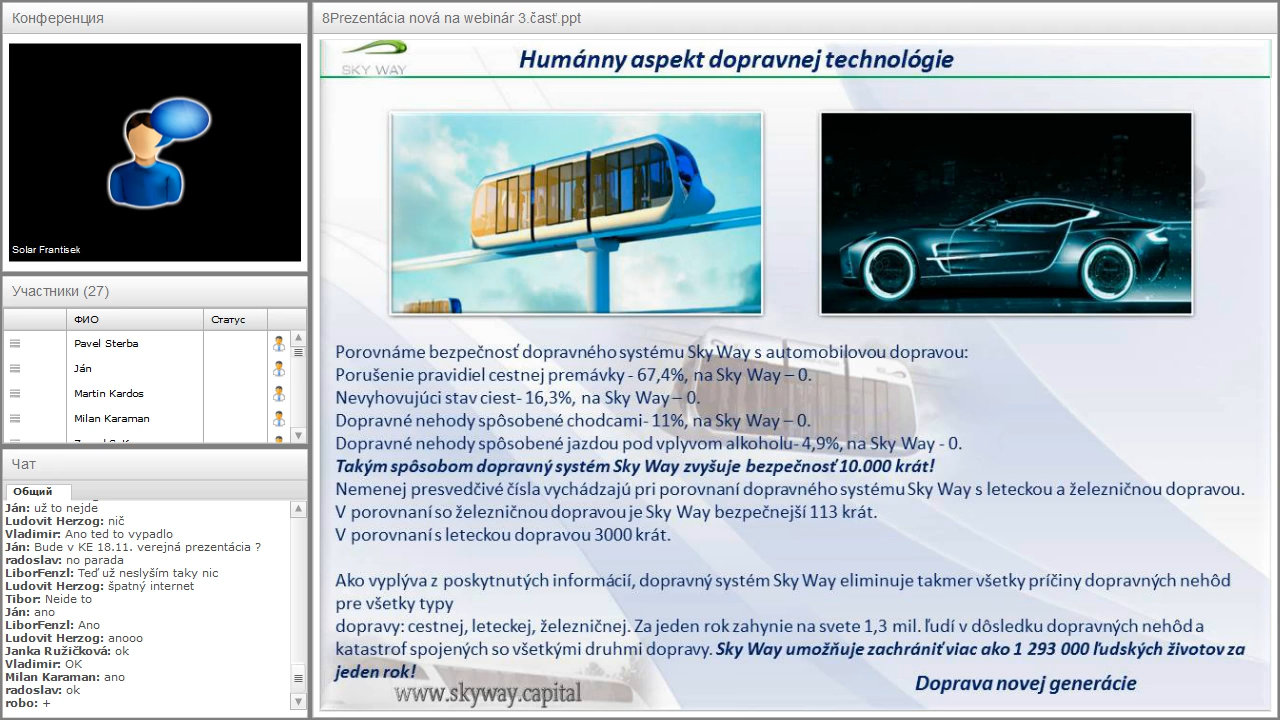 Конференция
Solar Frantisek
Участники (27)
ФИО
Статус
Pavel Sterba
Ján
Martin Kardos
Milan Karaman
Чат
Общий
Ján: už to nejde
Ludovit Herzog: nič
Vladimir: Ano ted to vypadlo
Ján: Bude v KE 18.11. verejná prezentácia ?
radoslav: no parada
LiborFenzl: Teď už neslyším taky nic
Ludovit Herzog: špatný internet
Tibor: Neide to
Ján: ano
LiborFenzl: Ano
Ludovit Herzog: anooo
Janka Ružičková: ok
Vladimir: OK
Milan Karaman: ano
radoslav: ok
robo: +
8Prezentácia nová na webinár 3.časť.ppt
SKY WAY
Humánny aspekt dopravnej technológie
Porovnáme bezpečnosť dopravného systému Sky Way s automobilovou dopravou:
Porušenie pravidiel cestnej premávky - 67,4%, na Sky Way – 0.
Nevyhovujúci stav ciest- 16,3%, na Sky Way – 0.
Dopravné nehody spôsobené chodcami- 11%, na Sky Way – 0.
Dopravné nehody spôsobené jazdou pod vplyvom alkoholu- 4,9%, na Sky Way - 0.
Takým spôsobom dopravný systém Sky Way zvyšuje bezpečnosť 10.000 krát!
Nemenej presvedčivé čísla vychádzajú pri porovnaní dopravného systému Sky Way s leteckou a železničnou dopravou.
V porovnaní so železničnou dopravou je Sky Way bezpečnejší 113 krát.
V porovnaní s leteckou dopravou 3000 krát.
Ako vyplýva z poskytnutých informácií, dopravný systém Sky Way eliminuje takmer všetky príčiny dopravných nehôd
pre všetky typy
dopravy: cestnej, leteckej, železničnej. Za jeden rok zahynie na svete 1,3 mil. ľudí v dôsledku dopravných nehôd a
katastrof spojených so všetkými druhmi dopravy. Sky Way umožňuje zachrániť viac ako 1 293 000 ľudských životov za
jeden rok!
www.skyway.capital
Doprava novej generácie